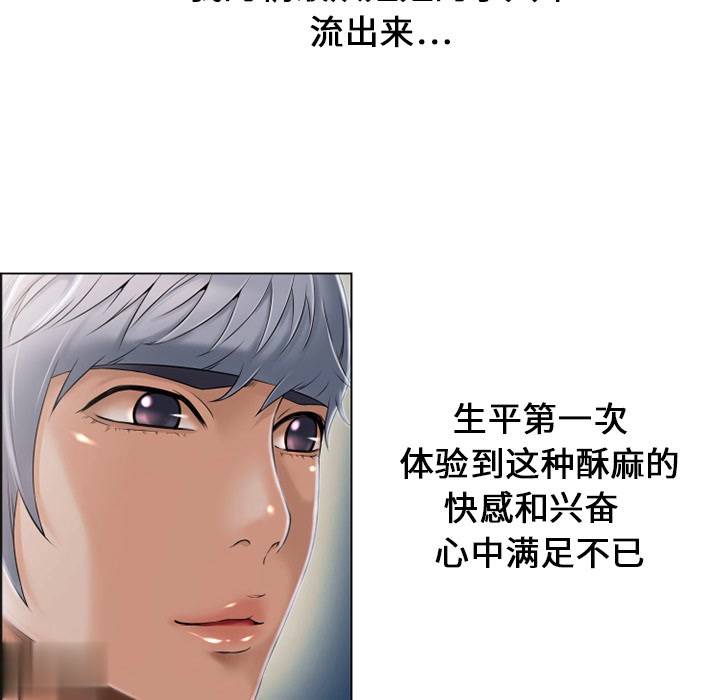 流出来...
生平第一次
体验到这种酥麻的
快感和兴奋
心中满足不已